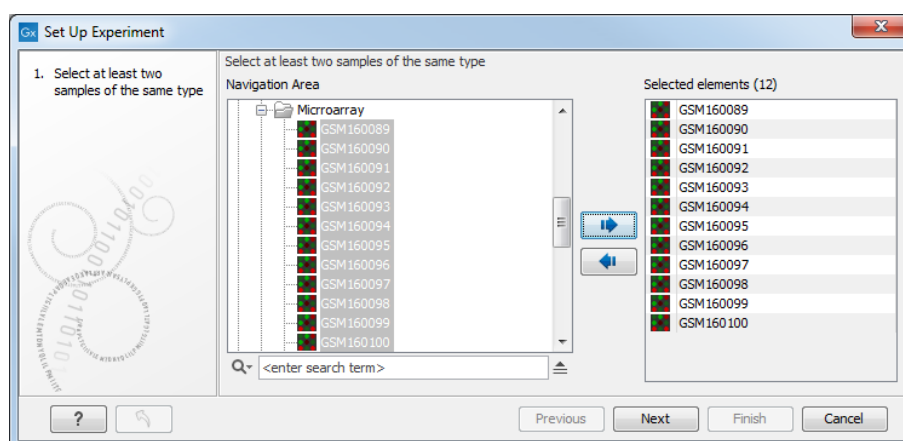 Gx Set Up Experiment
1. Select at least two
samples of the same type
Select at least two samples of the same type
Navigation Area
Micrroarray
GSM160089
GSM160090
GSM160091
GSM160092
GSM160093
GSM160094
GSM160095
GSM160096
GSM160097
GSM160098
GSM160099
GSM160100
<enter search term>
Selected elements (12)
GSM160089
GSM160090
GSM160091
GSM160092
GSM160093
GSM160094
GSM160095
GSM160096
GSM160097
GSM160098
GSM160099
GSM160100
?
Previous
Next
Finish
Cancel